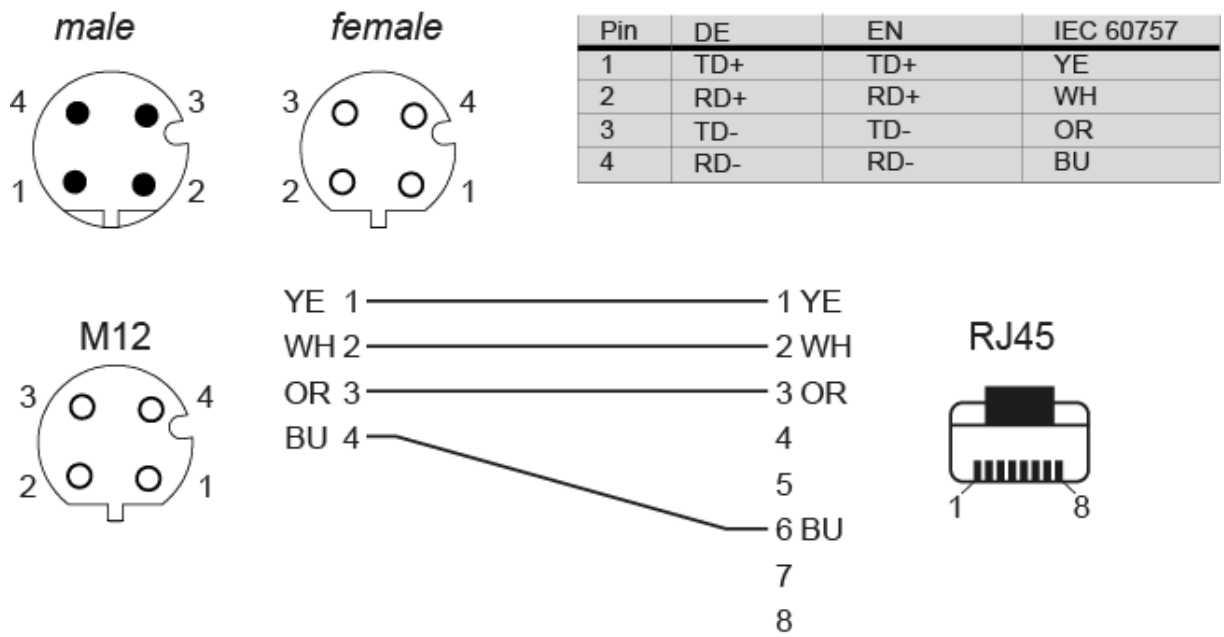 male female
4 3
1 2
3 4
2 1
Pin DE EN IEC 60757
1 TD+ TD+ YE
2 RD+ RD+ WH
3 TD- TD- OR
4 RD- RD- BU
M12
3 4
2 1
YE 1 1 YE
WH 2 2 WH
OR 3 3 OR
BU 4 4
5
6 BU
7
8
RJ45
1 8